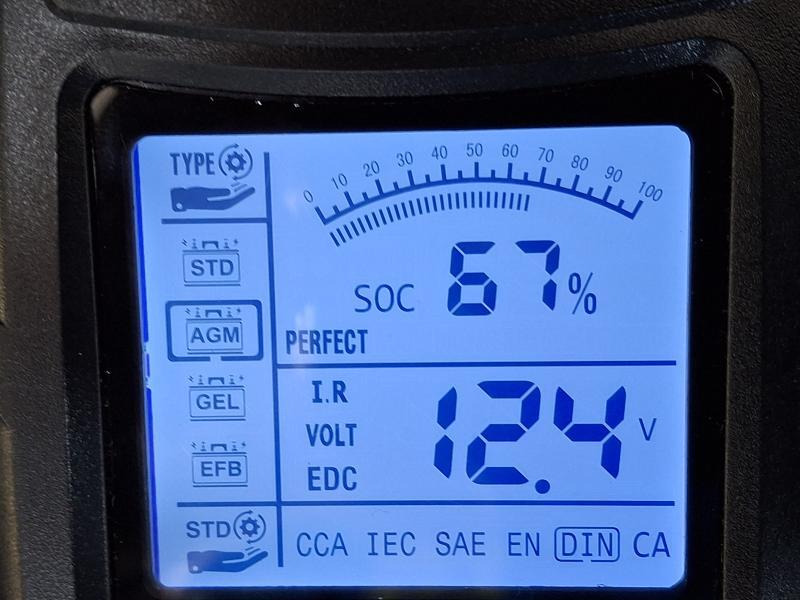 TYPE
0 10 20 30 40 50 60 70 80 90 100
STD
SOC 67%
AGM
PERFECT
GEL
I.R
VOLT 12.4 V
EFB
EDC
STD
CCA IEC SAE EN DIN CA